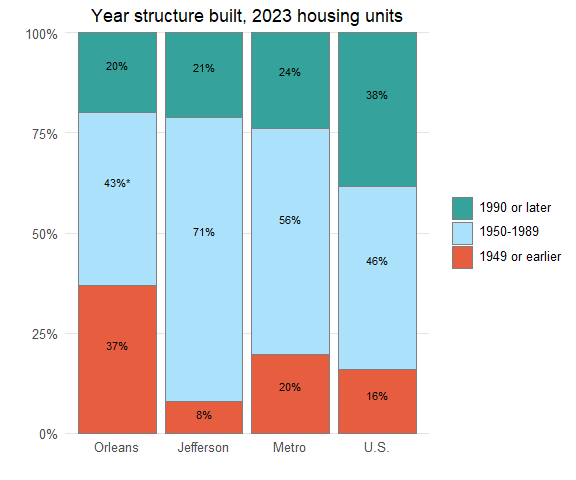 Year structure built, 2023 housing units
100%
75%
50%
25%
0%
20%
21%
24%
38%
43%*
71%
56%
46%
37%
8%
20%
16%
Orleans
Jefferson
Metro
U.S.
1990 or later
1950-1989
1949 or earlier